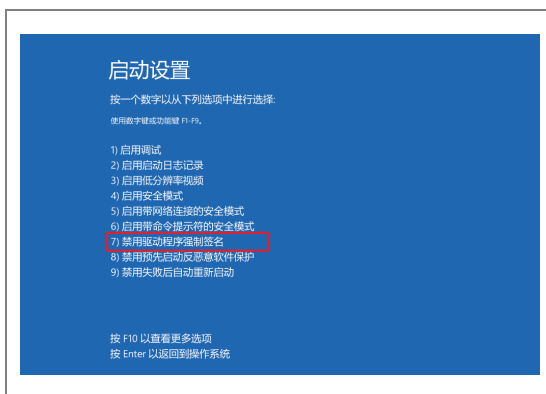 启动设置
按一个数字以从下列选项中进行选择:
使用数字键或功能键 F1-F9。
1) 启用调试
2) 启用启动日志记录
3) 启用低分辨率视频
4) 启用安全模式
5) 启用带网络连接的安全模式
6) 启用带命令提示符的安全模式
7) 禁用驱动程序强制签名
8) 禁用预先启动反恶意软件保护
9) 禁用失败后自动重新启动
按 F10 以查看更多选项
按 Enter 以返回到操作系统